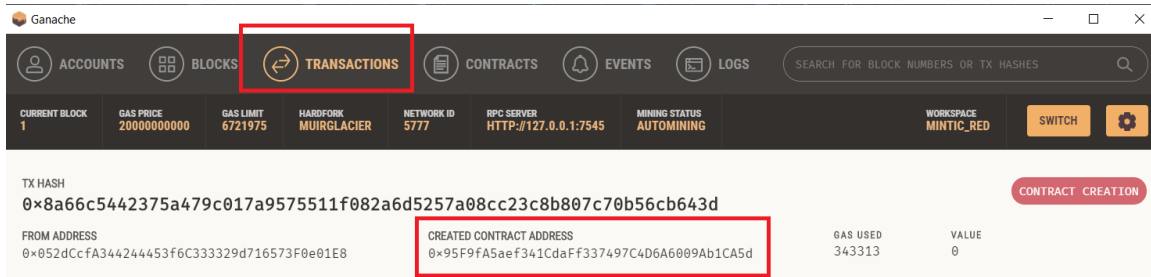 Ganache
ACCOUNTS BLOCKS TRANSACTIONS CONTRACTS EVENTS LOGS SEARCH FOR BLOCK NUMBERS OR TX HASHES
CURRENT BLOCK GAS PRICE GAS LIMIT HARDFORK NETWORK ID RPC SERVER MINING STATUS WORKSPACE
1 20000000000 6721975 MUIRGLACIER 5777 HTTP://127.0.0.1:7545 AUTOMINING MINTIC_RED SWITCH
TX HASH
0×8a66c5442375a479c017a9575511f082a6d5257a08cc23c8b807c70b56cb643d CONTRACT CREATION
FROM ADDRESS CREATED CONTRACT ADDRESS GAS USED VALUE
0×052dCcfA344244453f6C333329d716573F0e01E8 0×95F9fA5aef341CdaFf337497C4D6A6009Ab1CA5d 343313 0